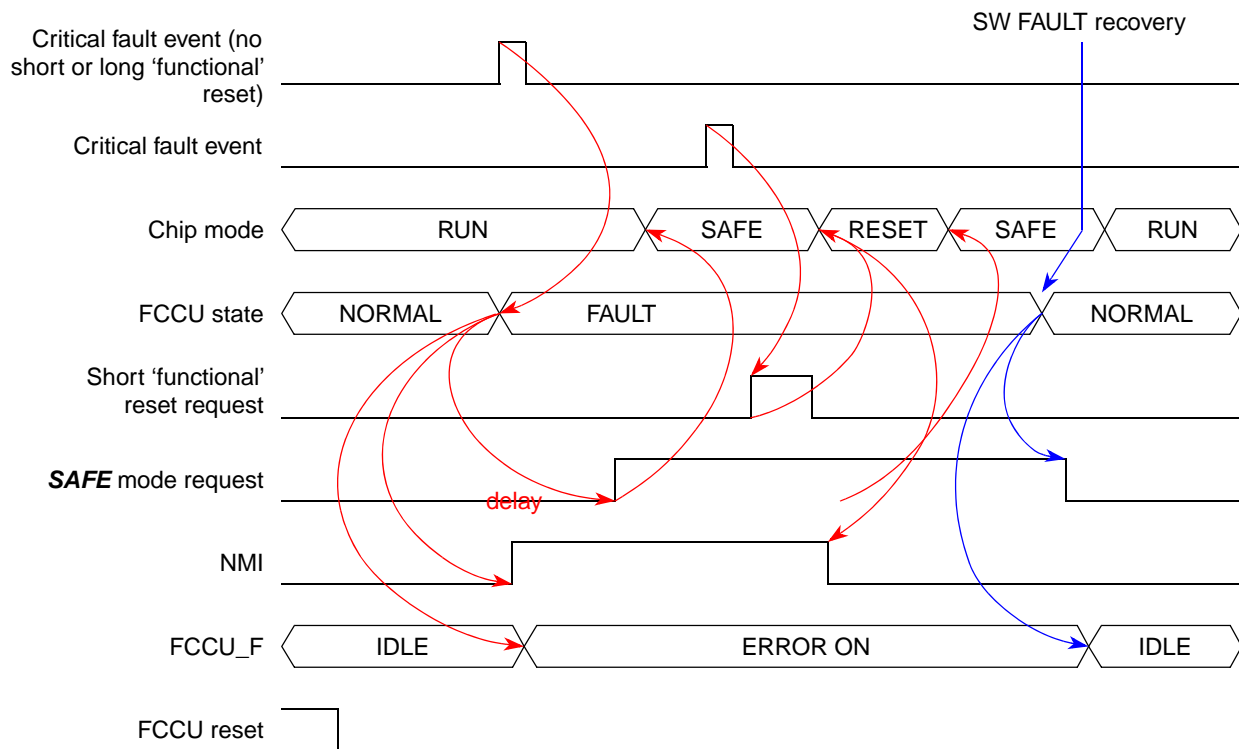 SW FAULT recovery
Critical fault event (no
short or long ‘functional’
reset)
Critical fault event
Chip mode
RUN
SAFE
RESET
SAFE
RUN
FCCU state
NORMAL
FAULT
NORMAL
Short ‘functional’
reset request
SAFE mode request
delay
NMI
FCCU_F
IDLE
ERROR ON
IDLE
FCCU reset